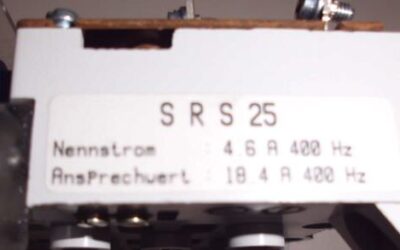 S R S 25
Nennstrom : 4.6 A 400 Hz
Ansprechwert : 18.4 A 400 Hz